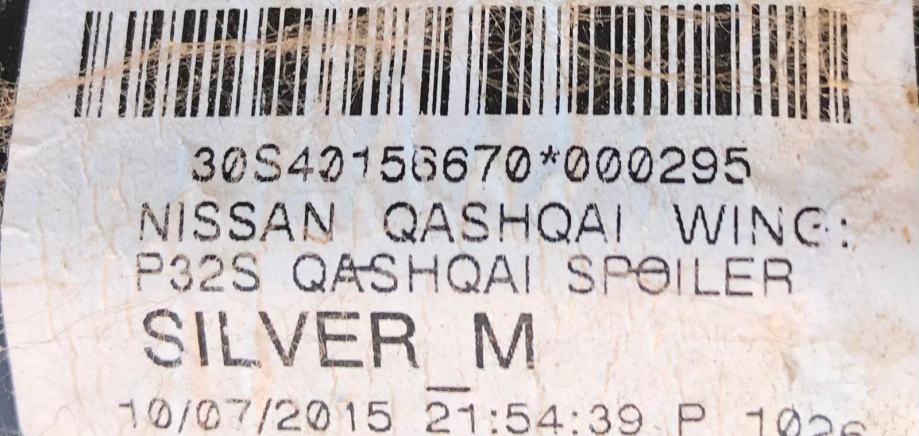 30S40156670*000295
NISSAN QASHQAI WING:
P32S QASHQAI SPOILER
SILVER_M
10/07/2015 21:54:39 P